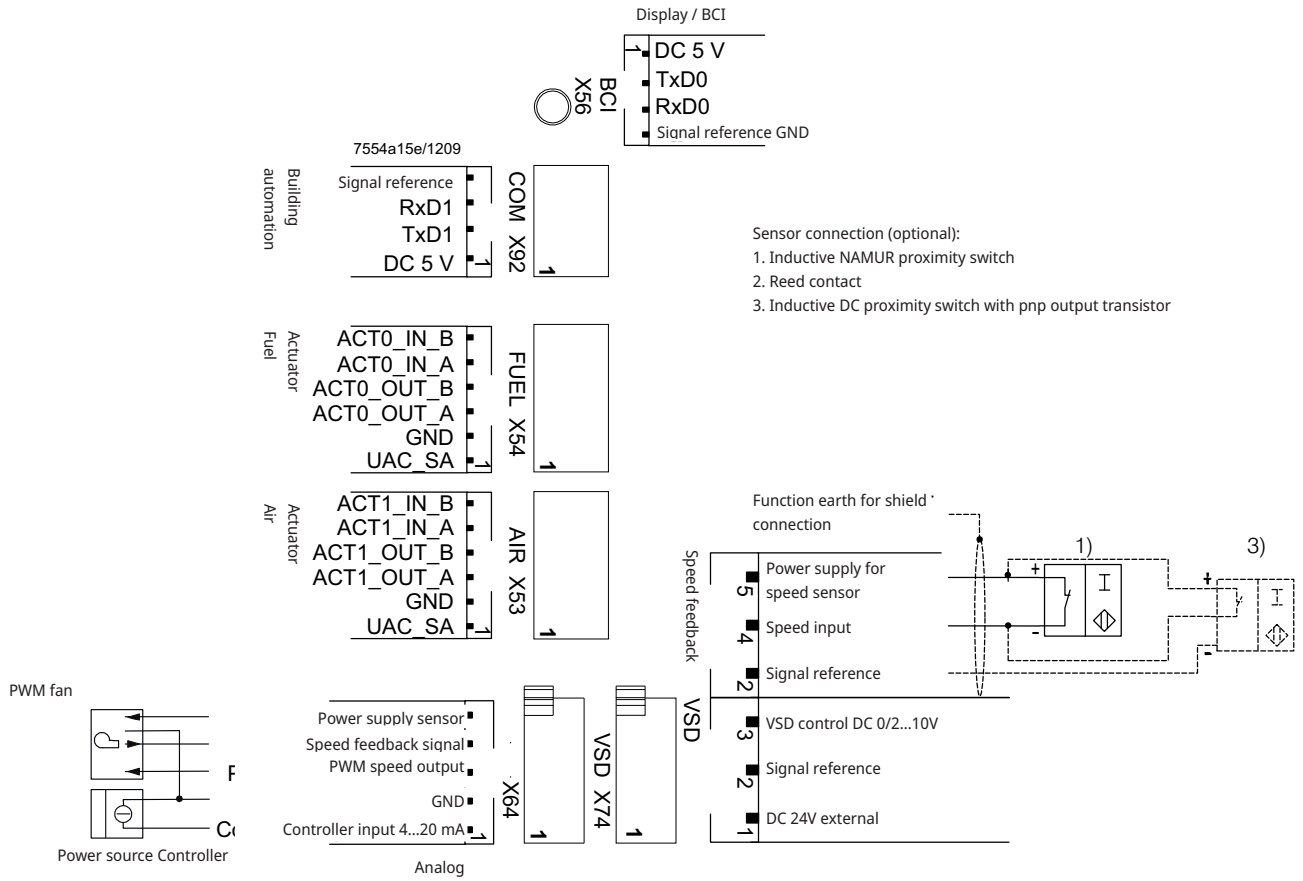 Display / BCI
DC 5 V
TxD0
RxD0
Signal reference GND
1
BCI
X56
7554a15e/1209
Building
automation
Signal reference
RxD1
TxD1
DC 5 V
1
COM X92
1
Sensor connection (optional):
1. Inductive NAMUR proximity switch
2. Reed contact
3. Inductive DC proximity switch with pnp output transistor
Actuator
Fuel
ACT0_IN_B
ACT0_IN_A
ACT0_OUT_B
ACT0_OUT_A
GND
UAC_SA
1
FUEL X54
1
Actuator
Air
ACT1_IN_B
ACT1_IN_A
ACT1_OUT_B
ACT1_OUT_A
GND
UAC_SA
1
AIR X53
1
Function earth for shield
connection
Speed feedback
5
Power supply for
speed sensor
4
Speed input
2
Signal reference
+
-
1)
I
+
-
3)
I
VSD
3
VSD control DC 0/2...10V
2
Signal reference
1
DC 24V external
PWM fan
Power source Controller
Power supply sensor
Speed feedback signal
PWM speed output
GND
Controller input 4...20 mA
1
Analog
X64
1
VSD X74
1